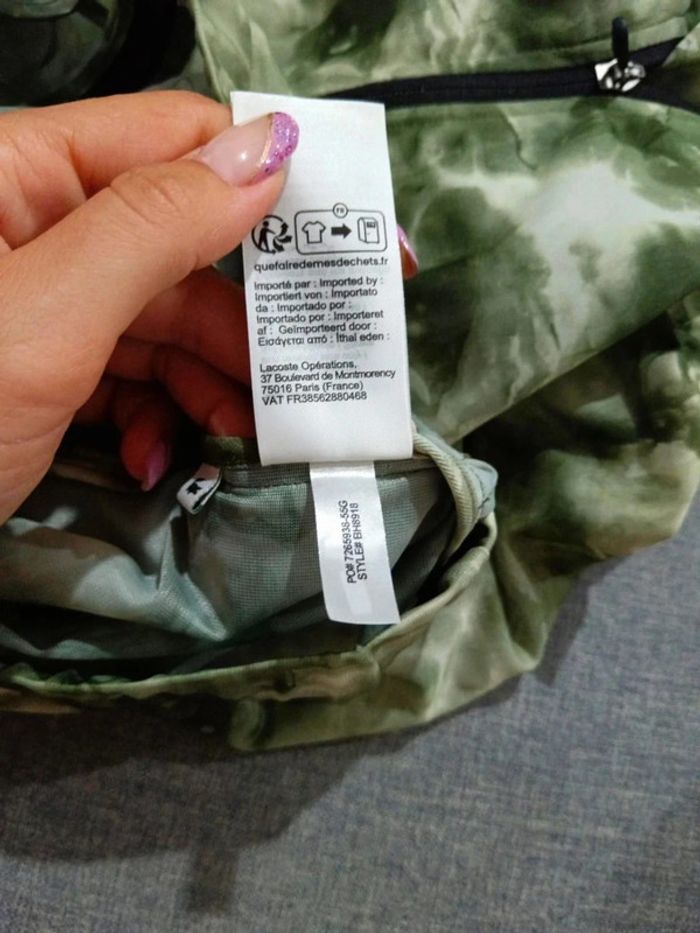 FR
quefairedemesdechets.fr
Importé par : Imported by :
Importiert von : Importato
da : Importado por :
Importado por : Importeret
af : Geïmporteerd door :
Εισάγεται από : İthal eden :
Lacoste Opérations,
37 Boulevard de Montmorency
75016 Paris (France)
VAT FR38562880468
PO# 7265938-55G
STYLE# BH8918